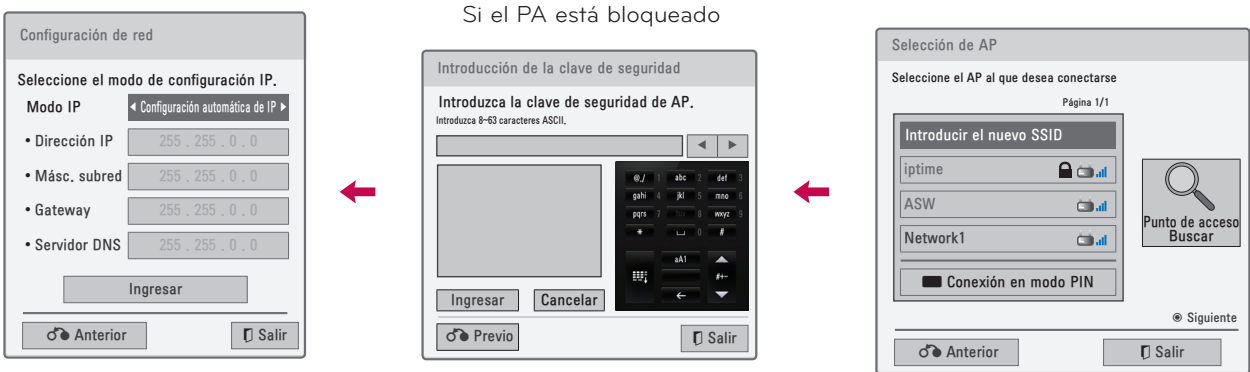 Si el PA está bloqueado
Configuración de red
Seleccione el modo de configuración IP.
Modo IP
◀ Configuración automática de IP ▶
• Dirección IP
255 . 255 . 0 . 0
• Másc. subred
255 . 255 . 0 . 0
• Gateway
255 . 255 . 0 . 0
• Servidor DNS
255 . 255 . 0 . 0
Ingresar
Anterior
Salir
Introducción de la clave de seguridad
Introduzca la clave de seguridad de AP.
Introduzca 8~63 caracteres ASCII.
◀ ▶
@./ 1 abc 2 def 3
gahi 4 jkl 5 mno 6
pqrs 7 tuv 8 wxyz 9
* 0 #
aA1
#+-
Ingresar
Cancelar
Previo
Salir
Selección de AP
Seleccione el AP al que desea conectarse
Página 1/1
Introducir el nuevo SSID
iptime
ASW
Network1
Conexión en modo PIN
Punto de acceso
Buscar
Siguiente
Anterior
Salir